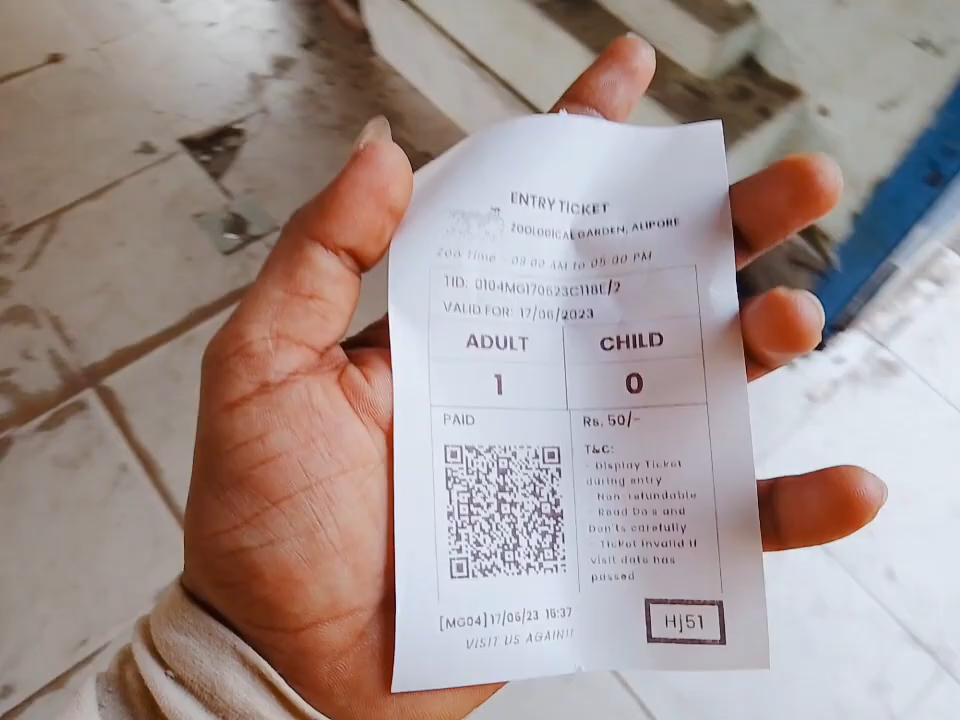 ENTRY TICKET
ZOOLOGICAL GARDEN, ALIPORE
Zoo time - 09:00 AM to 05:00 PM
TID: 0104MG170623C118E/2
VALID FOR: 17/06/2023
ADULT CHILD
1 0
PAID Rs. 50/-
T&C:
- Display Ticket
during entry
- Non refundable
- Read Do's and
Don'ts carefully
- Ticket invalid if
visit date has
passed
[MG04] 17/06/23 15:37
VISIT US AGAIN!!
Hj51